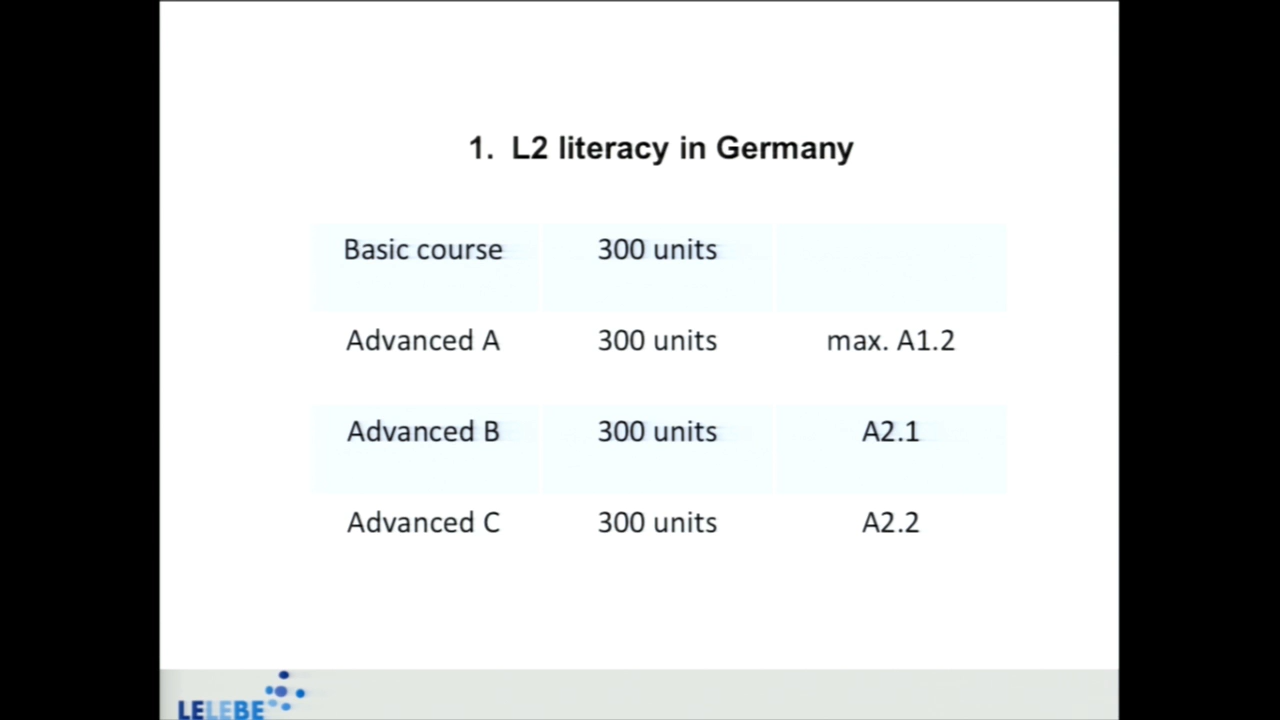 1. L2 literacy in Germany
Basic course 300 units
Advanced A 300 units max. A1.2
Advanced B 300 units A2.1
Advanced C 300 units A2.2
LELEBE